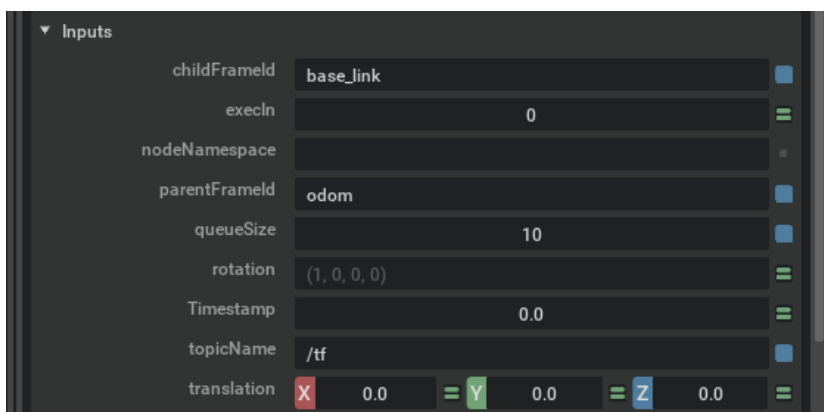 Inputs
childFrameId base_link
execIn 0
nodeNamespace
parentFrameId odom
queueSize 10
rotation (1, 0, 0, 0)
Timestamp 0.0
topicName /tf
translation X 0.0 Y 0.0 Z 0.0